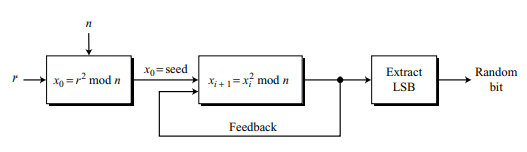 n
r
x₀ = r² mod n
x₀ = seed
xᵢ₊₁ = xᵢ² mod n
Extract
LSB
Random
bit
Feedback